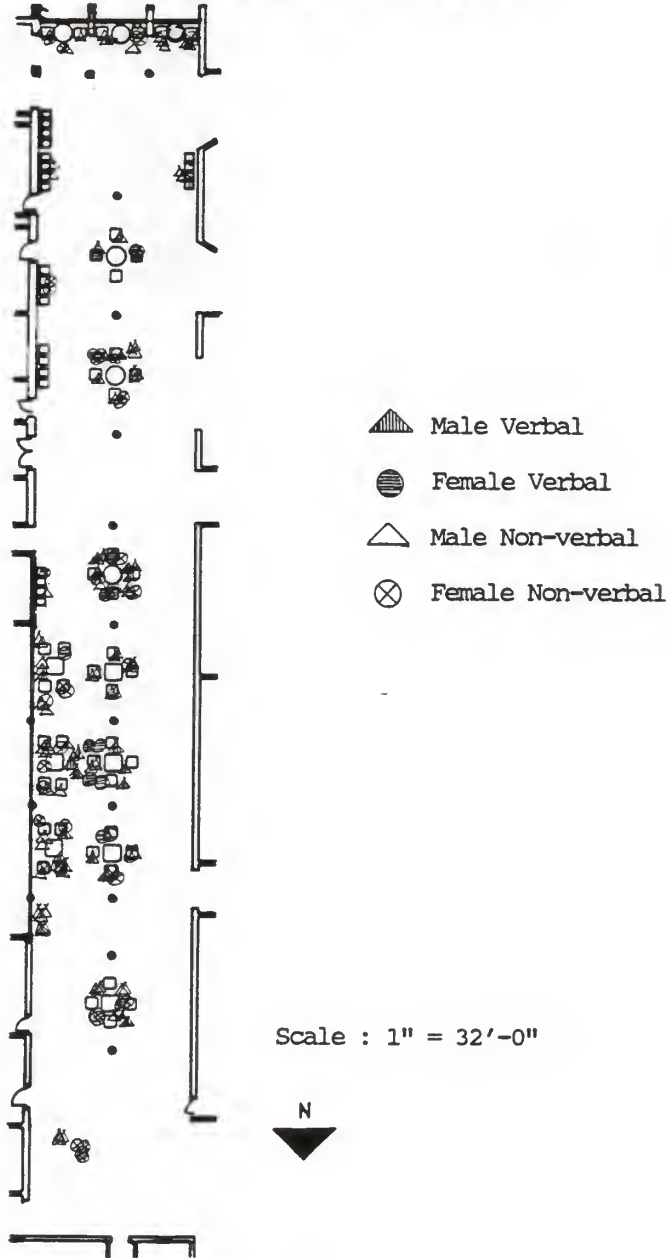 Male Verbal
Female Verbal
Male Non-verbal
Female Non-verbal
Scale : 1" = 32'-0"
N